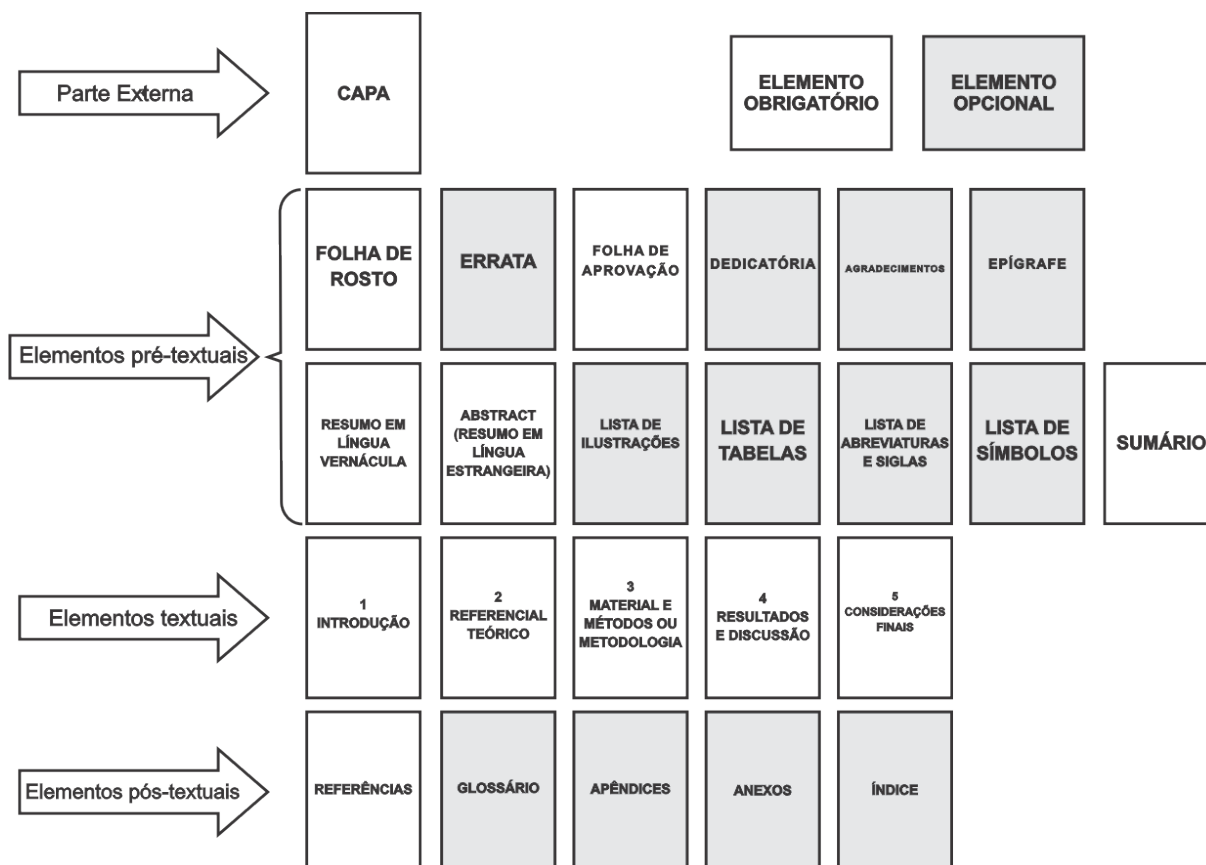 Parte Externa
CAPA
ELEMENTO
OBRIGATÓRIO
ELEMENTO
OPCIONAL
Elementos pré-textuais
FOLHA DE
ROSTO
ERRATA
FOLHA DE
APROVAÇÃO
DEDICATÓRIA
AGRADECIMENTOS
EPÍGRAFE
RESUMO EM
LÍNGUA
VERNÁCULA
ABSTRACT
(RESUMO EM
LÍNGUA
ESTRANGEIRA)
LISTA DE
ILUSTRAÇÕES
LISTA DE
TABELAS
LISTA DE
ABREVIATURAS
E SIGLAS
LISTA DE
SÍMBOLOS
SUMÁRIO
Elementos textuais
1
INTRODUÇÃO
2
REFERENCIAL
TEÓRICO
3
MATERIAL E
MÉTODOS OU
METODOLOGIA
4
RESULTADOS
E DISCUSSÃO
5
CONSIDERAÇÕES
FINAIS
Elementos pós-textuais
REFERÊNCIAS
GLOSSÁRIO
APÊNDICES
ANEXOS
ÍNDICE